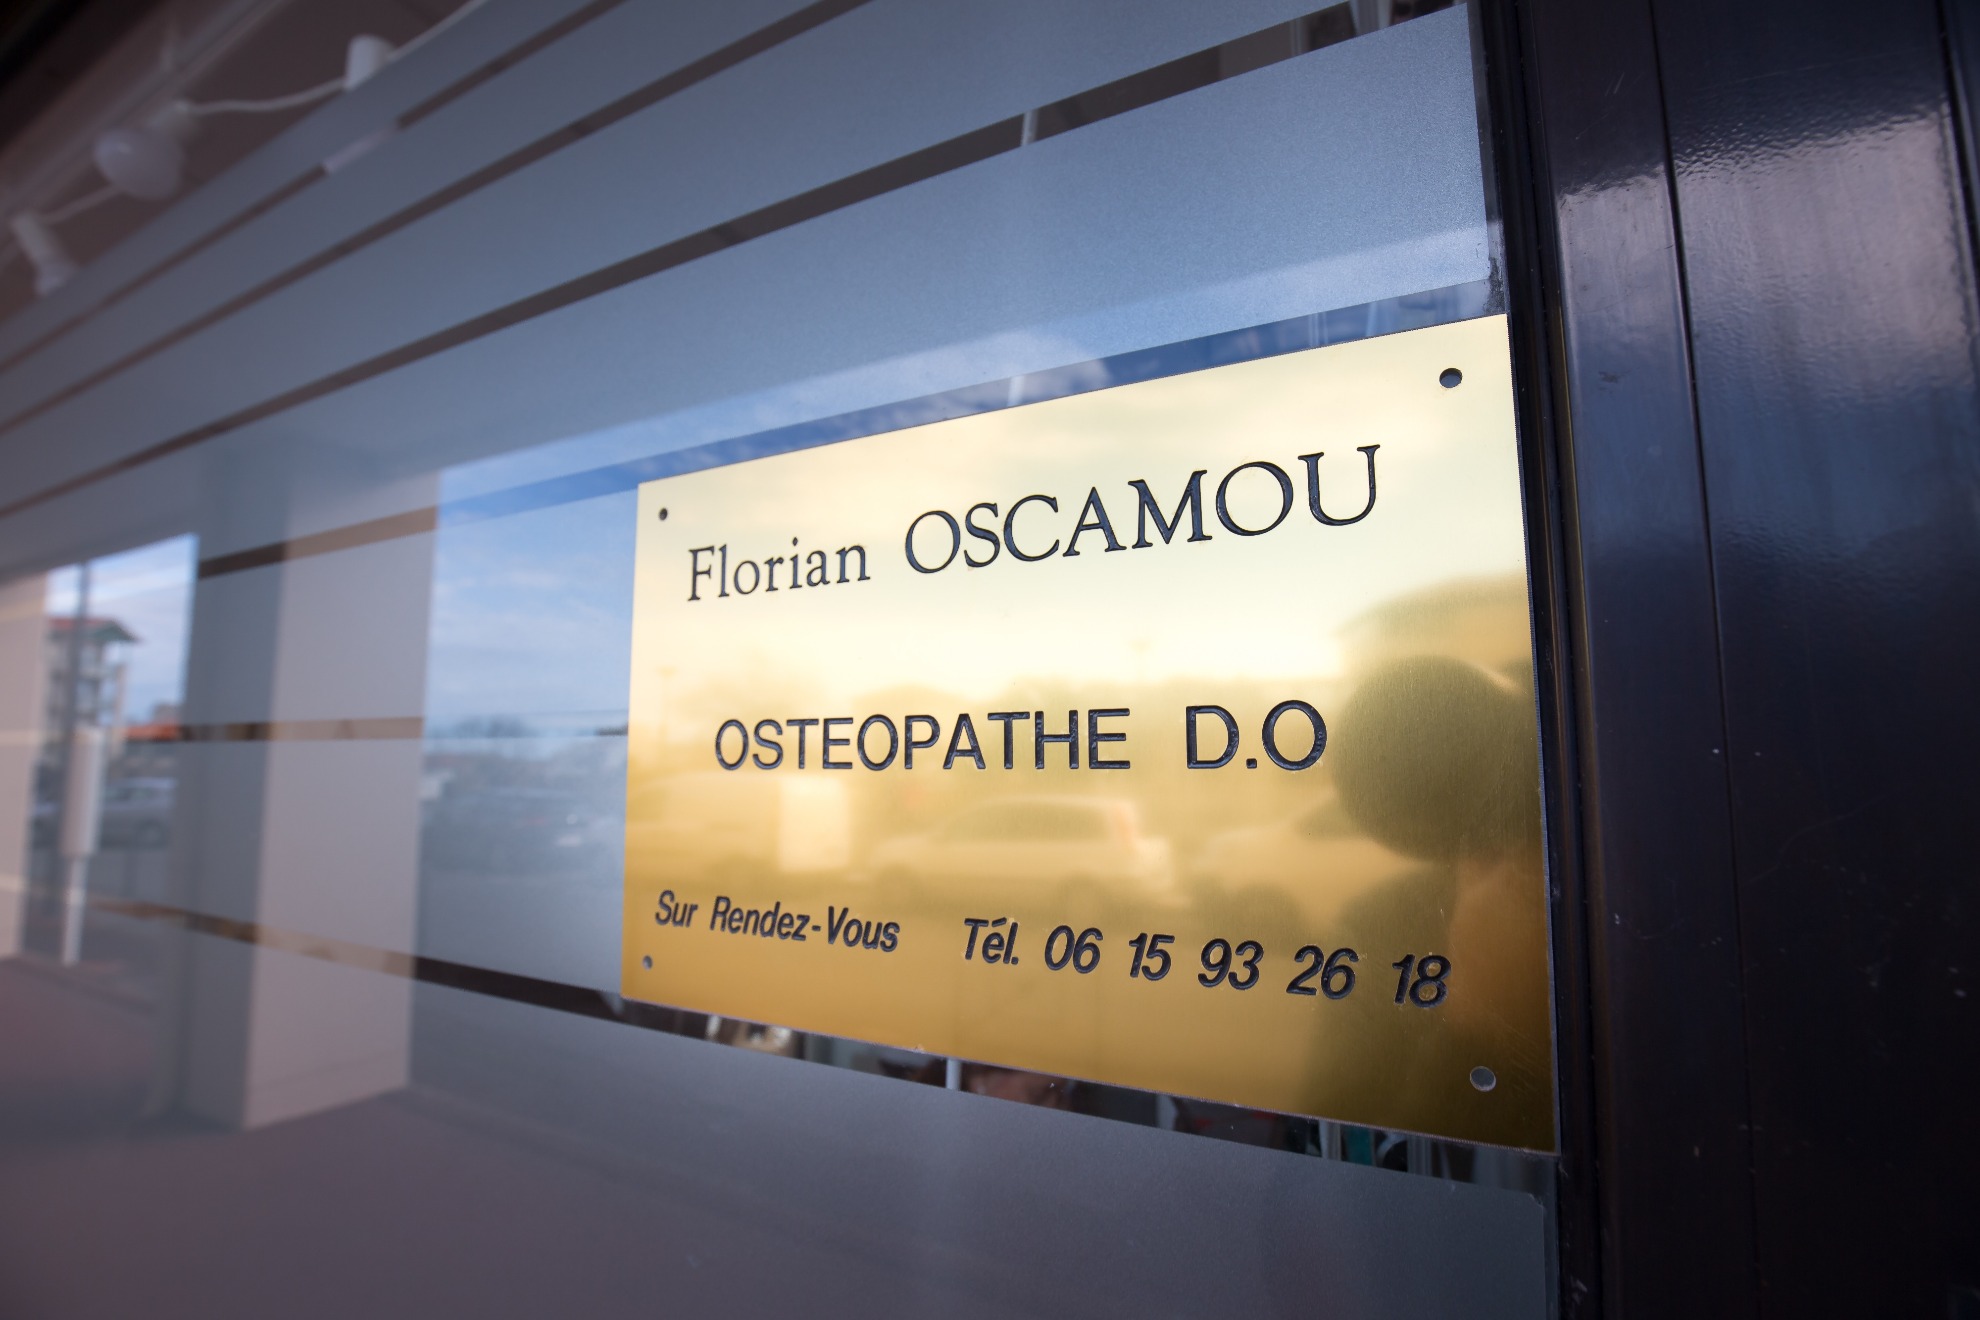 Florian OSCAMOU
OSTEOPATHE D.O
Sur Rendez-Vous Tél. 06 15 93 26 18